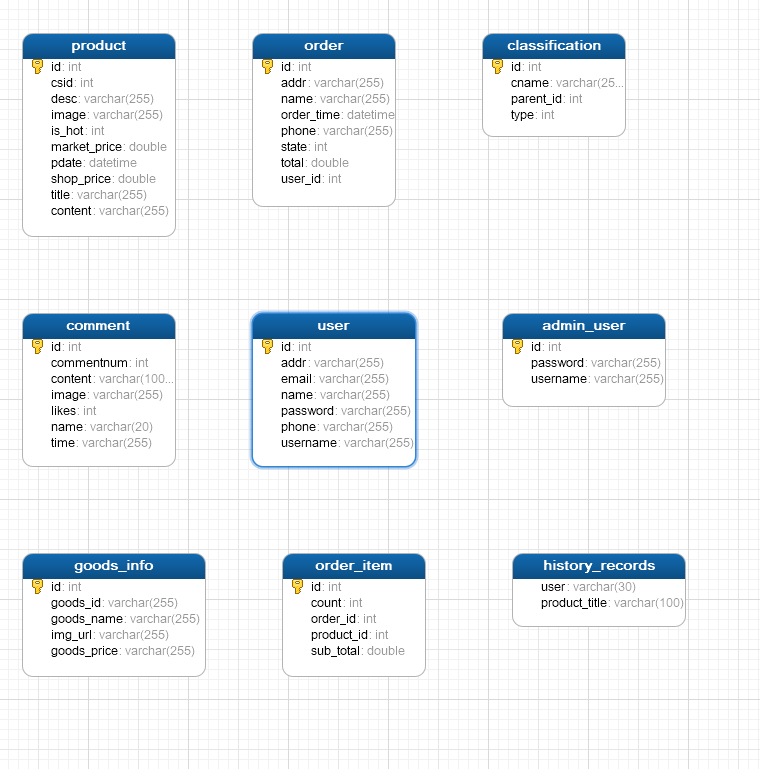 product
id: int
csid: int
desc: varchar(255)
image: varchar(255)
is_hot: int
market_price: double
pdate: datetime
shop_price: double
title: varchar(255)
content: varchar(255)
order
id: int
addr: varchar(255)
name: varchar(255)
order_time: datetime
phone: varchar(255)
state: int
total: double
user_id: int
classification
id: int
cname: varchar(25...
parent_id: int
type: int
comment
id: int
commentnum: int
content: varchar(100...
image: varchar(255)
likes: int
name: varchar(20)
time: varchar(255)
user
id: int
addr: varchar(255)
email: varchar(255)
name: varchar(255)
password: varchar(255)
phone: varchar(255)
username: varchar(255)
admin_user
id: int
password: varchar(255)
username: varchar(255)
goods_info
id: int
goods_id: varchar(255)
goods_name: varchar(255)
img_url: varchar(255)
goods_price: varchar(255)
order_item
id: int
count: int
order_id: int
product_id: int
sub_total: double
history_records
user: varchar(30)
product_title: varchar(100)